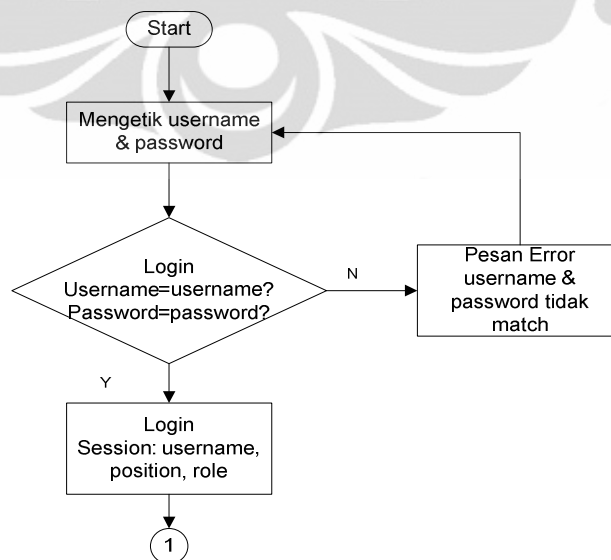 Start
Mengetik username
& password
Login
Username=username?
Password=password?
N
Pesan Error
username &
password tidak
match
Y
Login
Session: username,
position, role
1